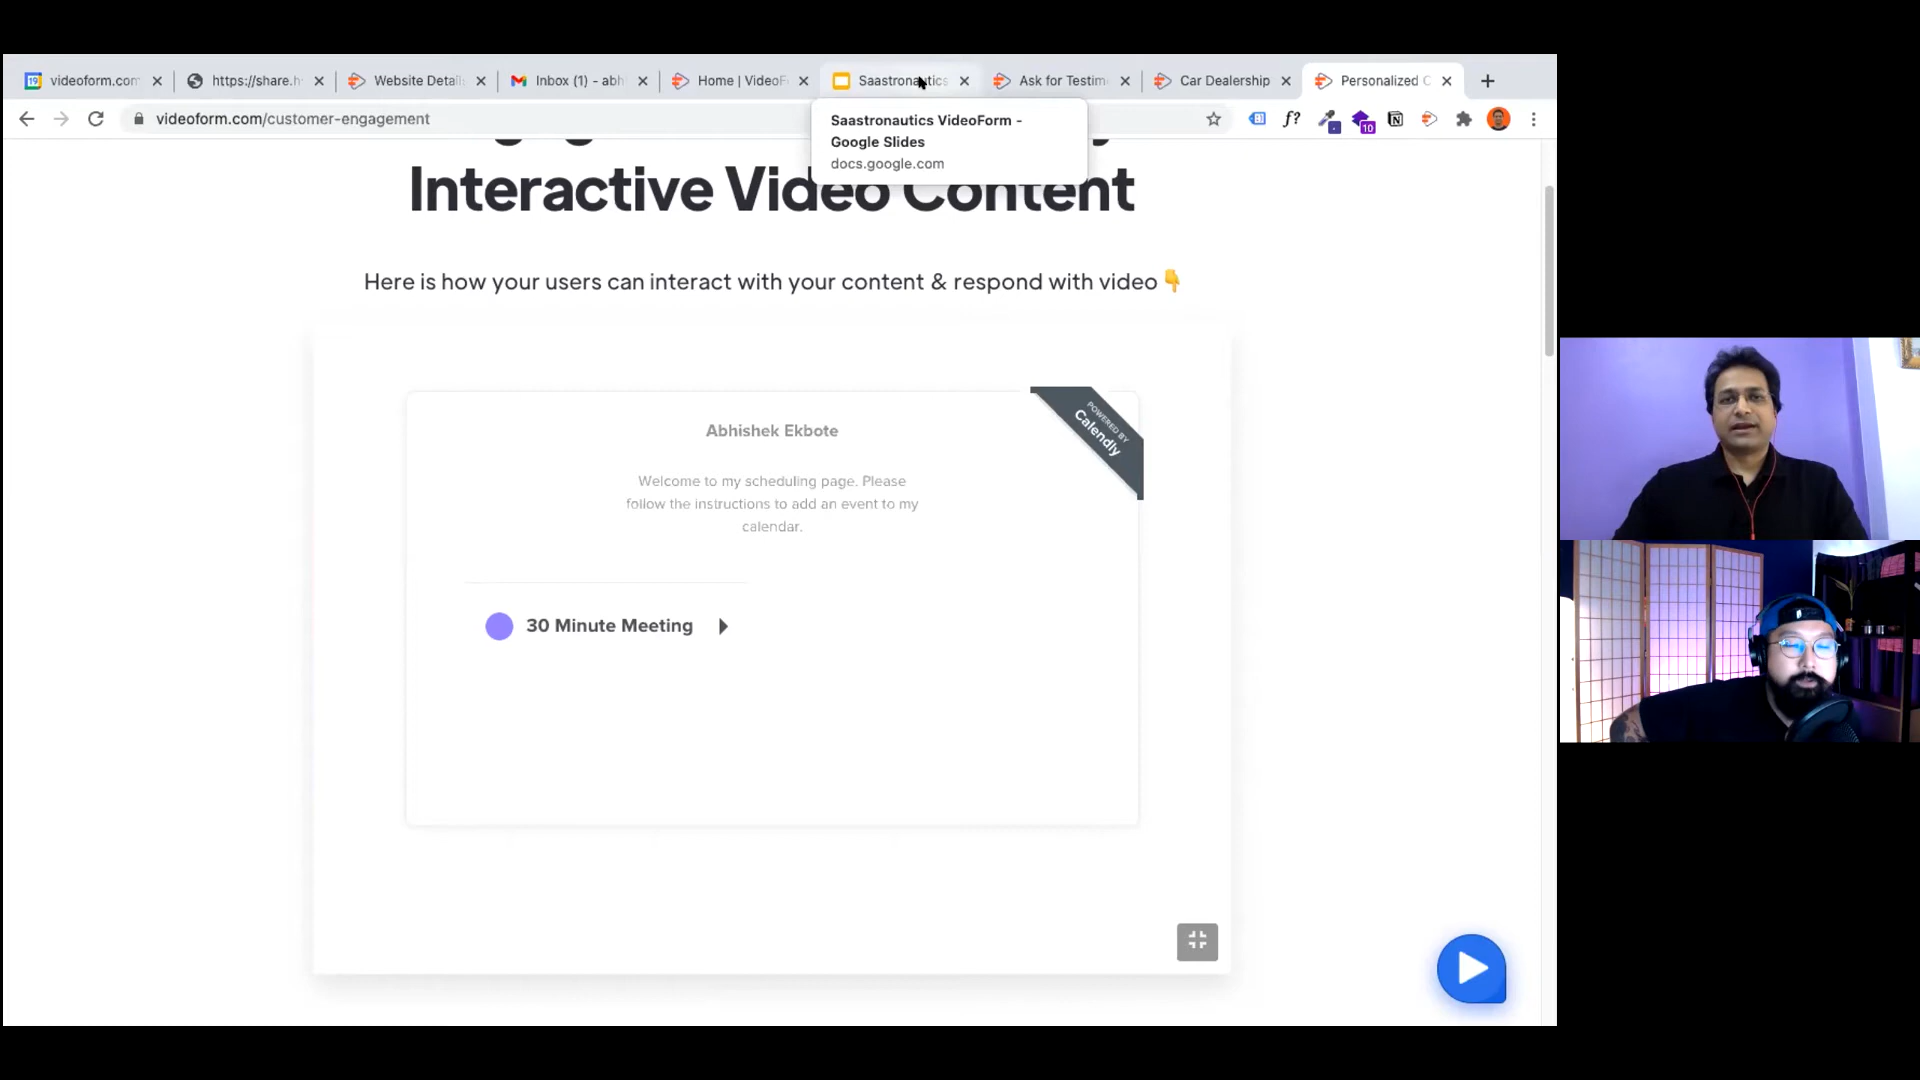 videoform.com
https://share.h
Website Details
Inbox (1) - abh
Home | VideoF
Saastronautics
Ask for Testim
Car Dealership
Personalized C
videoform.com/customer-engagement
f?
10
Saastronautics VideoForm -
Google Slides
docs.google.com
Interactive Video Content
Here is how your users can interact with your content & respond with video👇
Abhishek Ekbote
POWERED BY
Calendly
Welcome to my scheduling page. Please
follow the instructions to add an event to my
calendar.
30 Minute Meeting